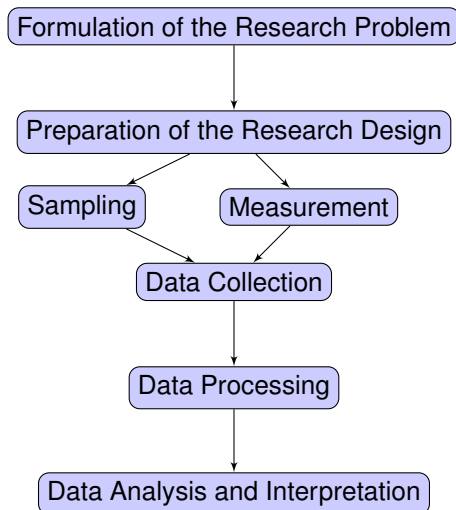 Formulation of the Research Problem
Preparation of the Research Design
Sampling
Measurement
Data Collection
Data Processing
Data Analysis and Interpretation